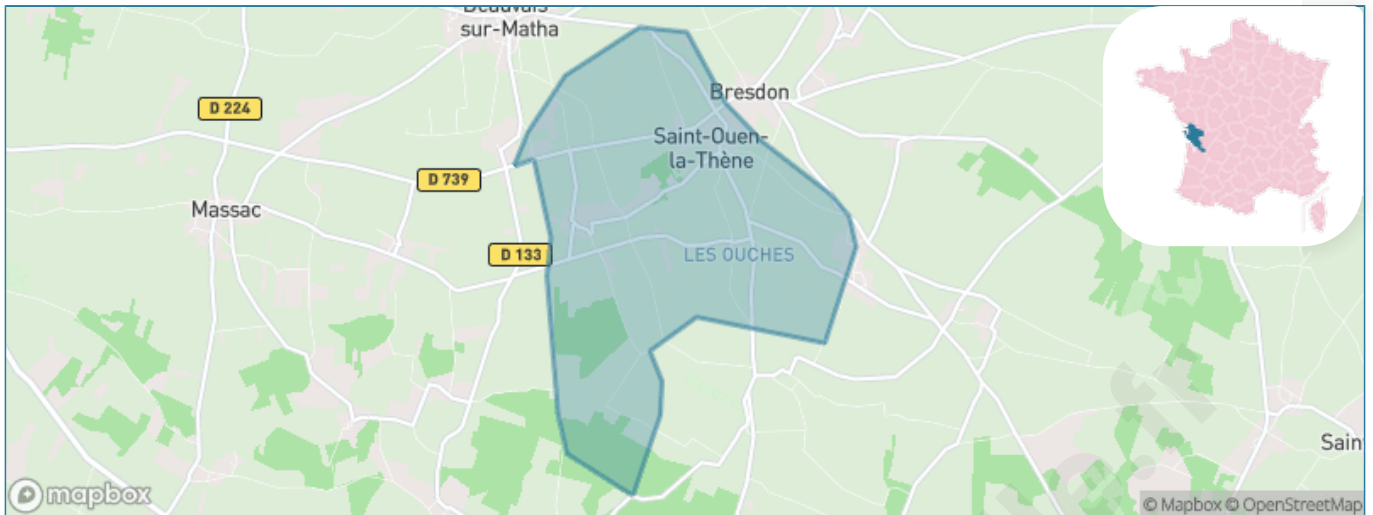 sur-Matha
D 224
Bresdon
Saint-Ouen-
la-Thène
D 739
Massac
D 133
LES OUCHES
mapbox
© Mapbox © OpenStreetMap